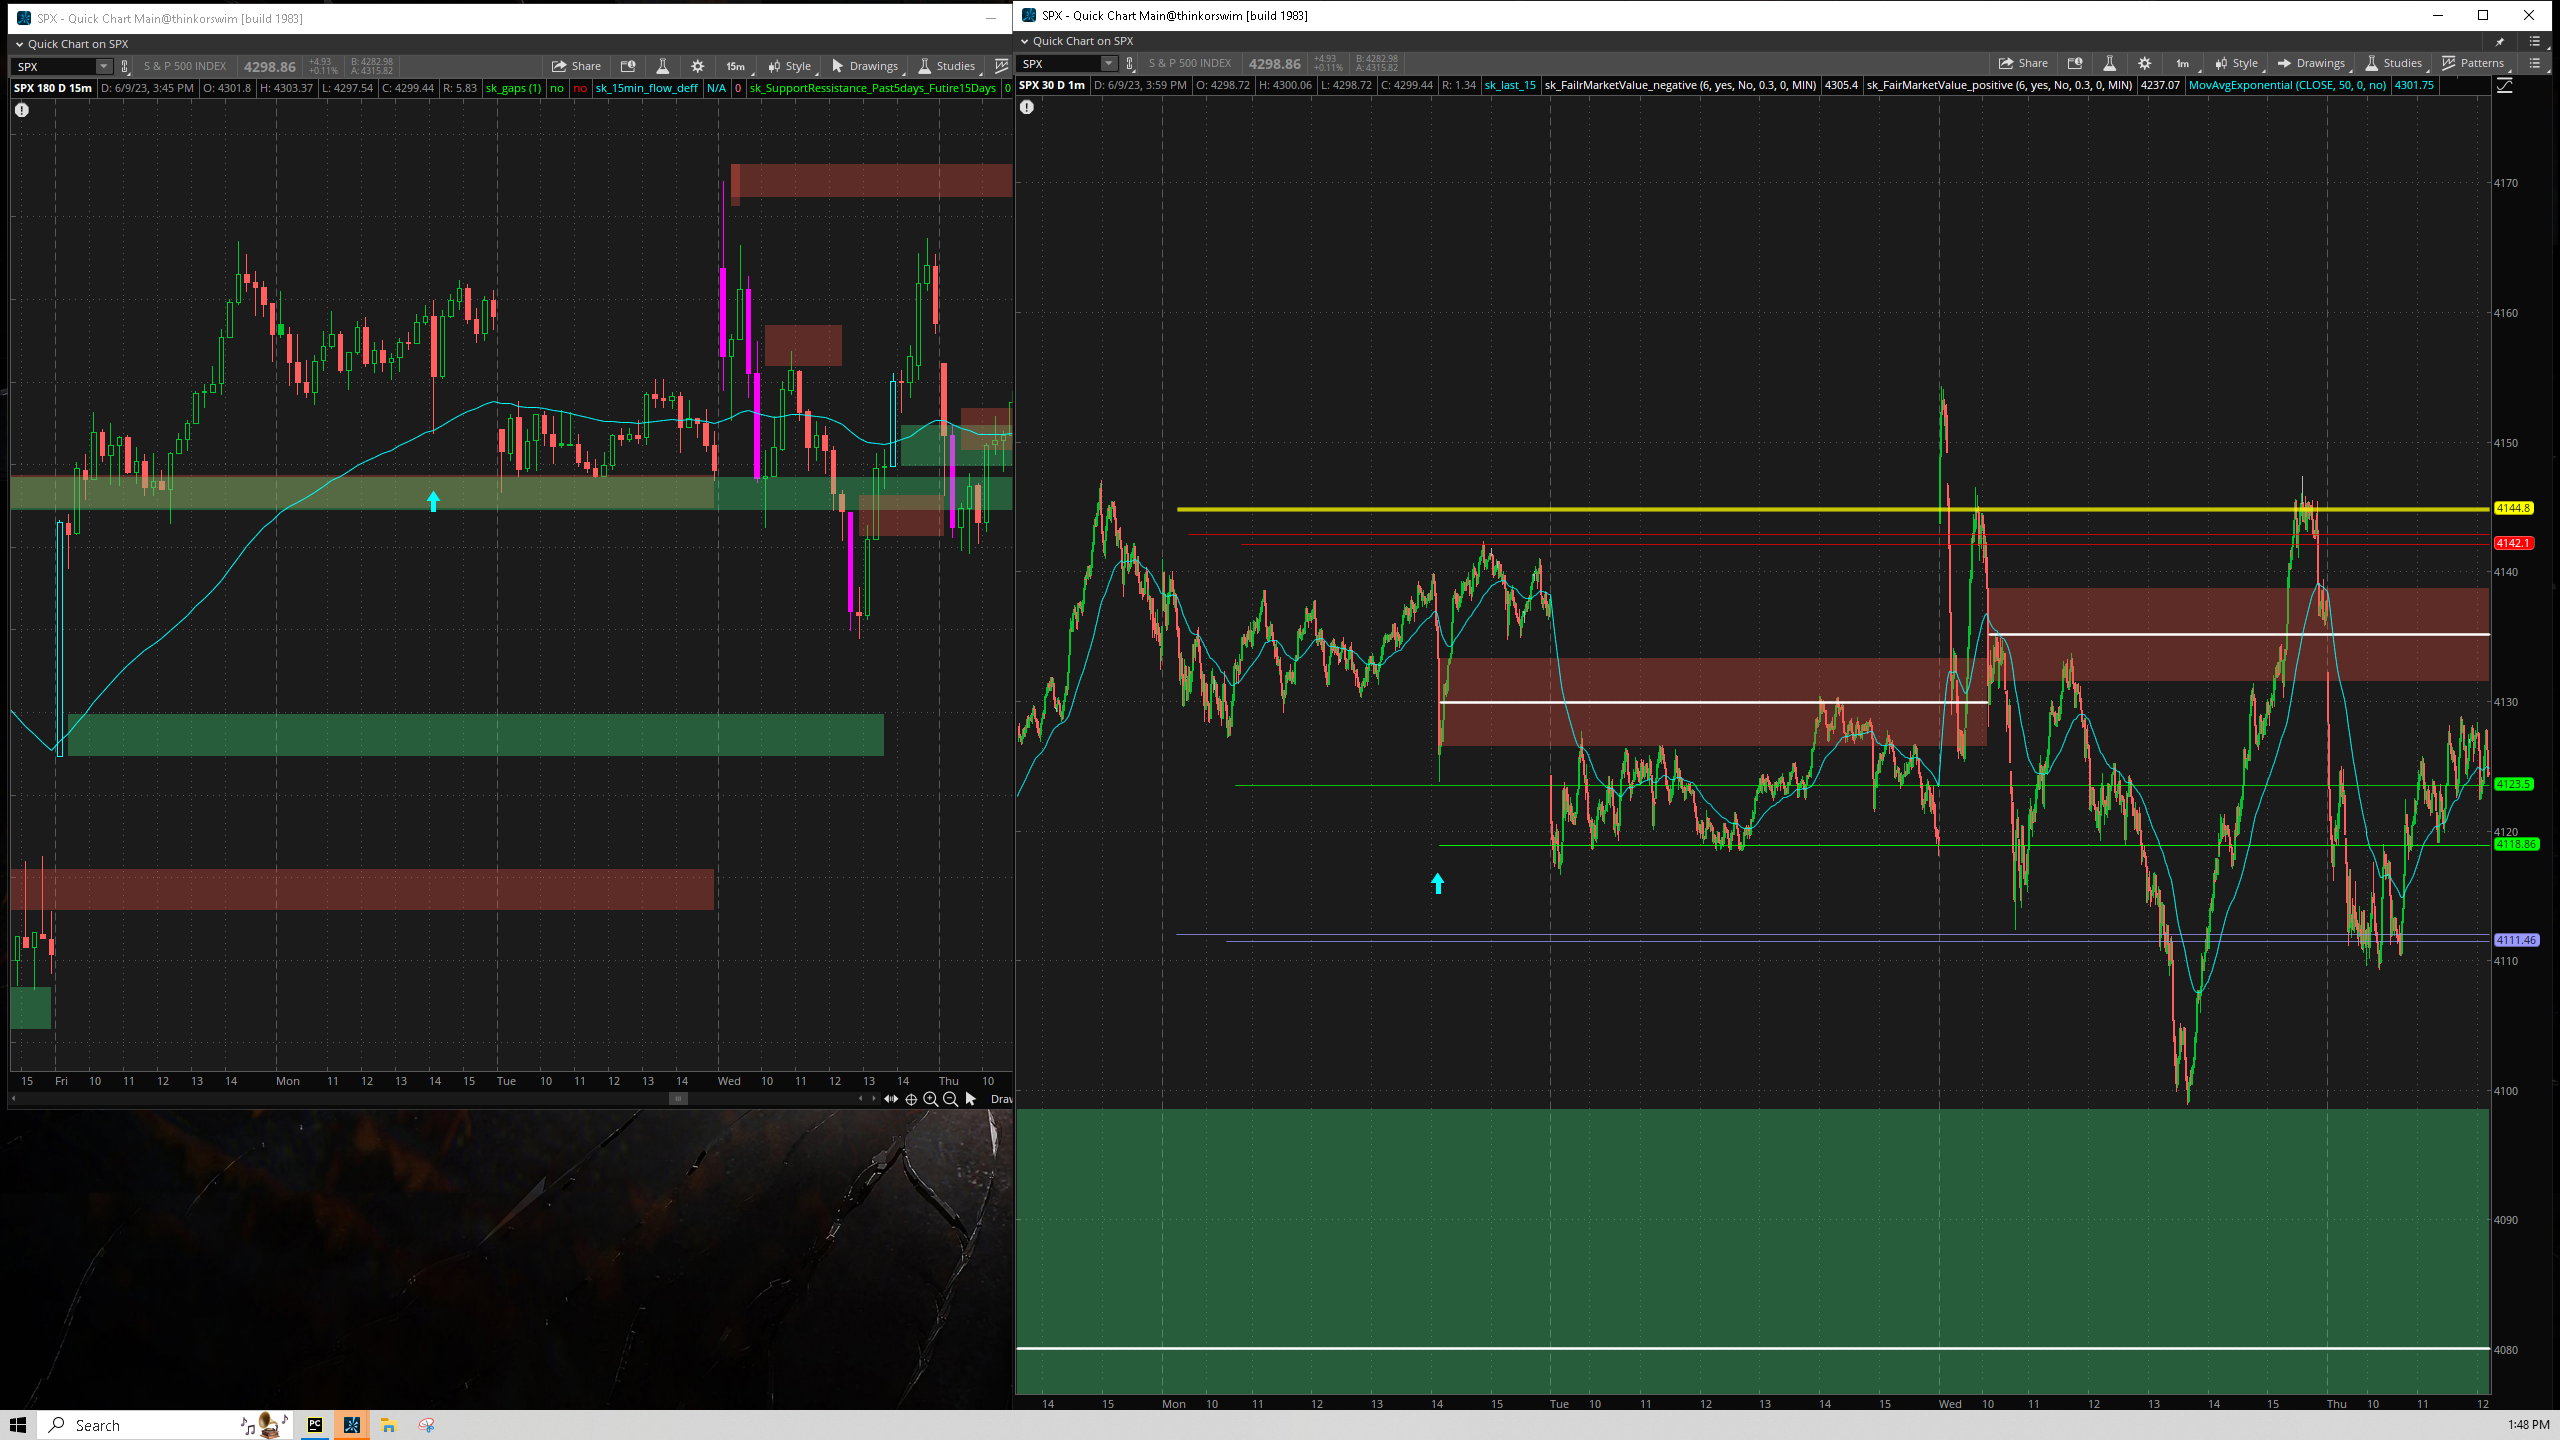 SPX - Quick Chart Main@thinkorswim [build 1983]
Quick Chart on SPX
SPX S & P 500 INDEX 4298.86 +4.93 +0.11% B: 4282.98 A: 4315.82 Share 15m Style Drawings Studies
SPX 180 D 15m D: 6/9/23, 3:45 PM O: 4301.8 H: 4303.37 L: 4297.54 C: 4299.44 R: 5.83 sk_gaps (1) no no sk_15min_flow_deff N/A 0 sk_SupportRessistance_Past5days_Futire15Days 0
15 Fri 10 11 12 13 14 Mon 11 12 13 14 Tue 10 11 12 13 14 Wed 10 11 12 13 14 Thu 10
Drav
SPX - Quick Chart Main@thinkorswim [build 1983]
Quick Chart on SPX
SPX S & P 500 INDEX 4298.86 +4.93 +0.11% B: 4282.98 A: 4315.82 Share 1m Style Drawings Studies Patterns
SPX 30 D 1m D: 6/9/23, 3:59 PM O: 4298.72 H: 4300.06 L: 4298.72 C: 4299.44 R: 1.34 sk_last_15 sk_FailrMarketValue_negative (6, yes, No, 0.3, 0, MIN) 4305.4 sk_FairMarketValue_positive (6, yes, No, 0.3, 0, MIN) 4237.07 MovAvgExponential (CLOSE, 50, 0, no) 4301.75
4170
4160
4150
4144.8
4142.1
4140
4130
4123.5
4120
4118.86
4111.46
4110
4100
4090
4080
14 15 Mon 10 11 12 13 14 15 Tue 10 11 12 13 14 15 Wed 10 11 12 13 14 15 Thu 10 11 12
Search PC 1:48 PM